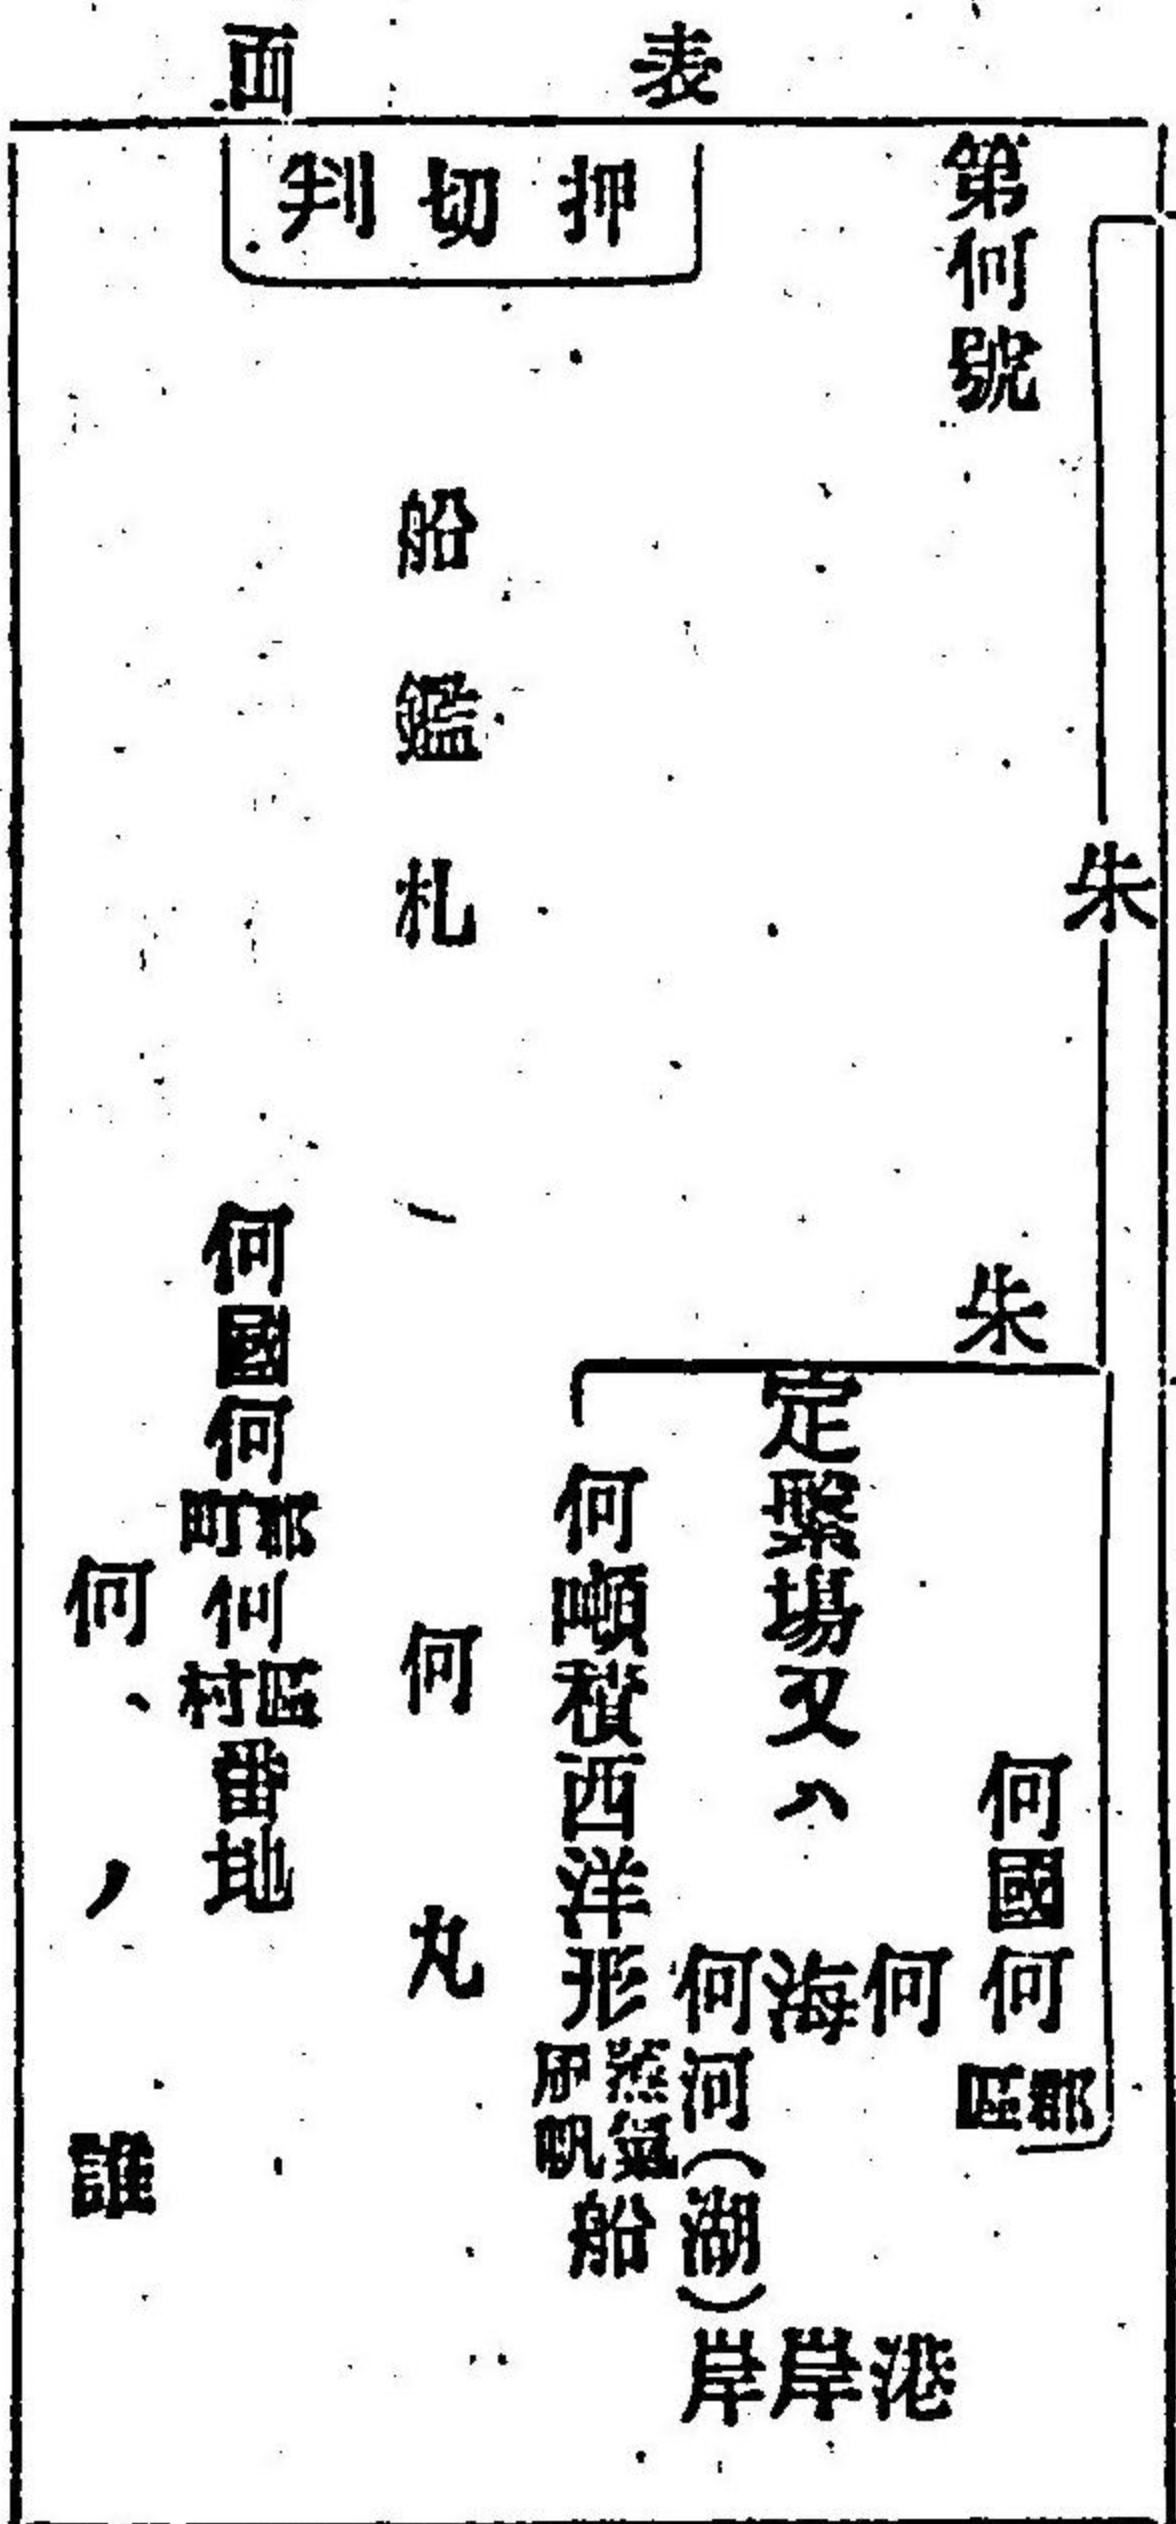 表面
第何號
押切判
朱
朱
何國何郡區
定繫場又ハ
何港
海岸
何河(湖)岸
何噸積西洋形蒸氣風帆船
船鑑札
何丸
何國何郡町何區村番地
何ノ誰